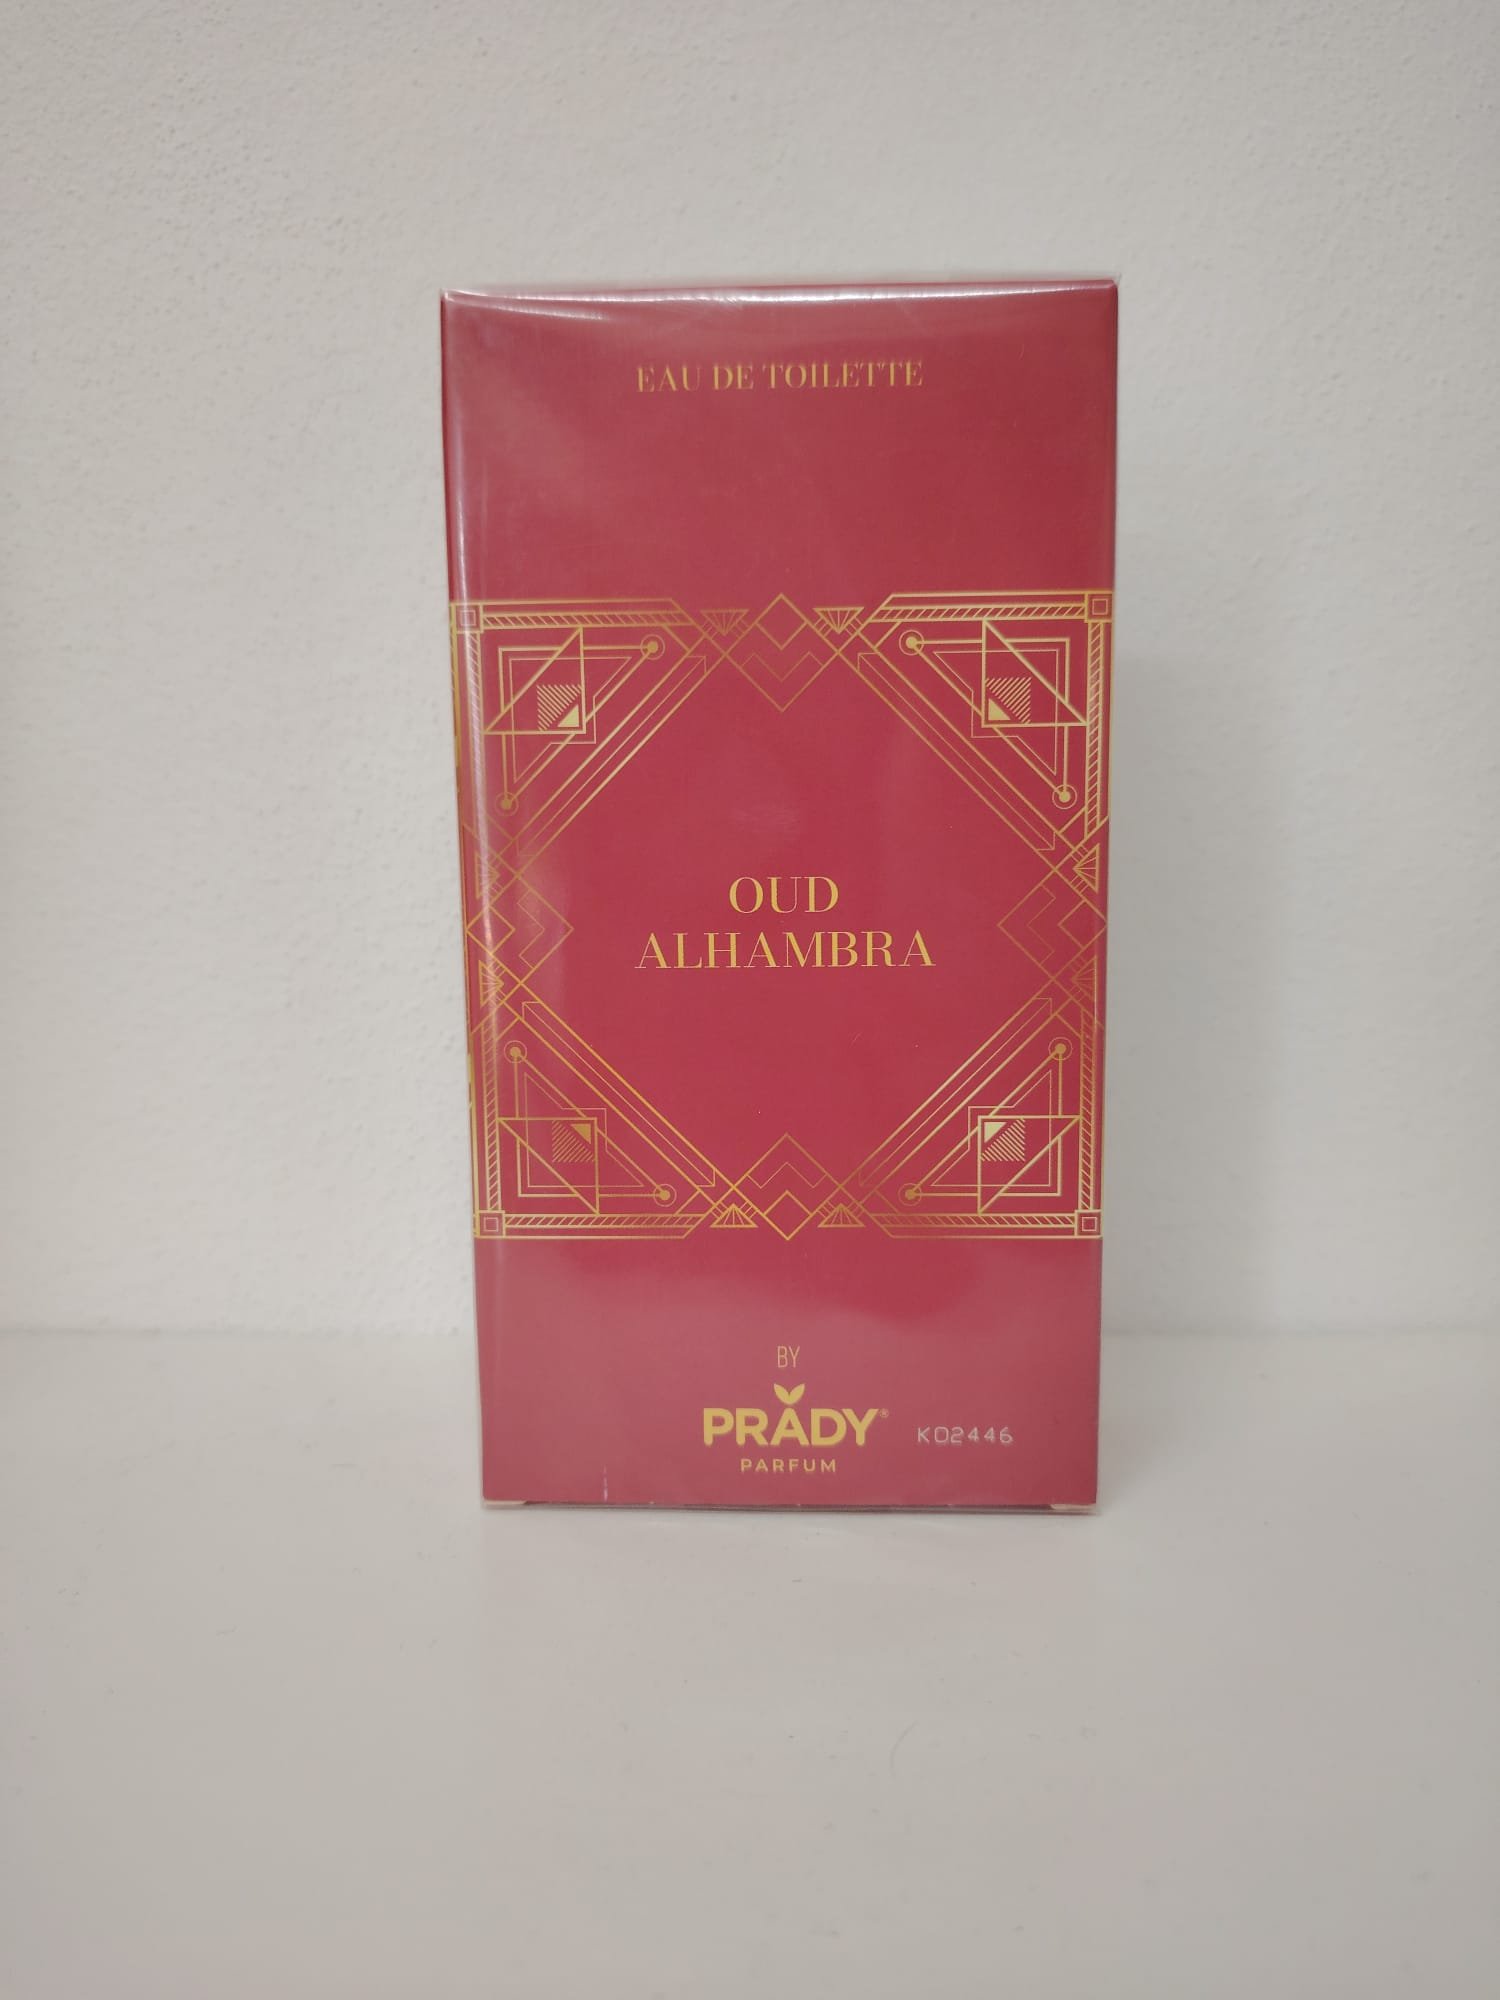 EAU DE TOILETTE
OUD
ALHAMBRA
BY
PRADY®
PARFUM
K02446